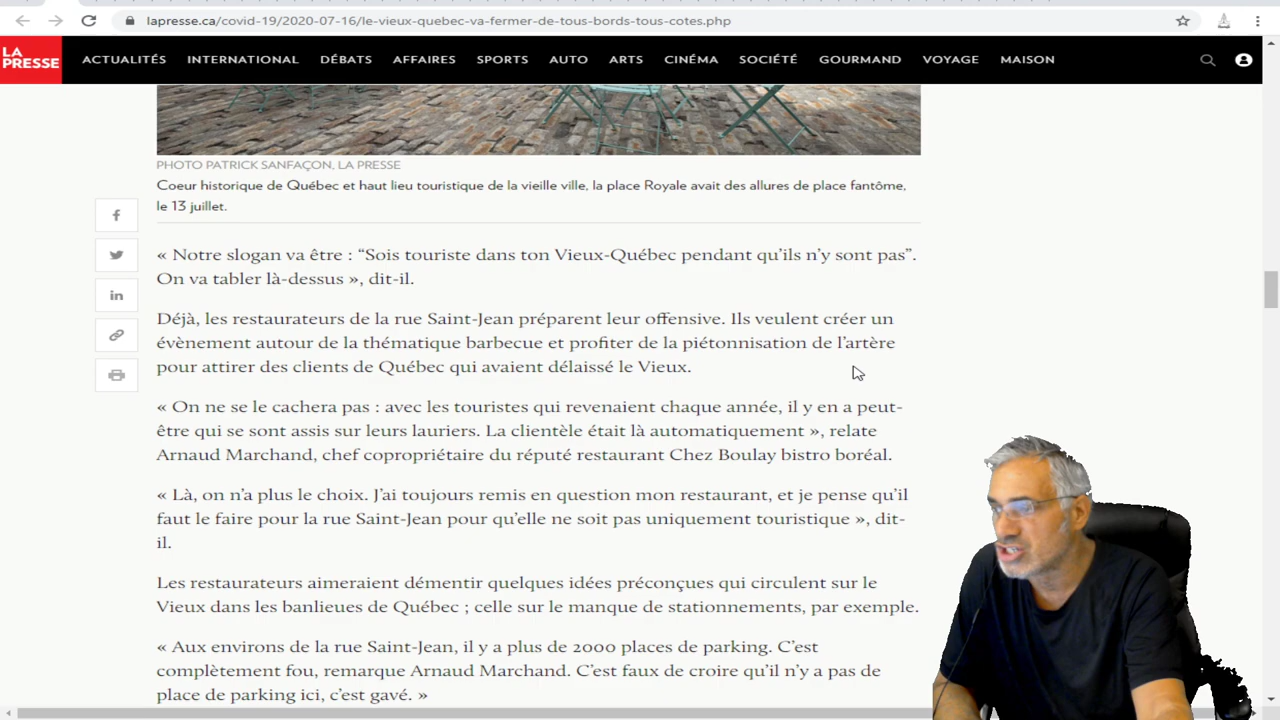 lapresse.ca/covid-19/2020-07-16/le-vieux-quebec-va-fermer-de-tous-bords-tous-cotes.php
LA PRESSE
ACTUALITÉS INTERNATIONAL DÉBATS AFFAIRES SPORTS AUTO ARTS CINÉMA SOCIÉTÉ GOURMAND VOYAGE MAISON
PHOTO PATRICK SANFAÇON, LA PRESSE
Coeur historique de Québec et haut lieu touristique de la vieille ville, la place Royale avait des allures de place fantôme,
le 13 juillet.
« Notre slogan va être : “Sois touriste dans ton Vieux-Québec pendant qu’ils n’y sont pas”.
On va tabler là-dessus », dit-il.
Déjà, les restaurateurs de la rue Saint-Jean préparent leur offensive. Ils veulent créer un
évènement autour de la thématique barbecue et profiter de la piétonnisation de l’artère
pour attirer des clients de Québec qui avaient délaissé le Vieux.
« On ne se le cachera pas : avec les touristes qui revenaient chaque année, il y en a peut-
être qui se sont assis sur leurs lauriers. La clientèle était là automatiquement », relate
Arnaud Marchand, chef copropriétaire du réputé restaurant Chez Boulay bistro boréal.
« Là, on n’a plus le choix. J’ai toujours remis en question mon restaurant, et je pense qu’il
faut le faire pour la rue Saint-Jean pour qu’elle ne soit pas uniquement touristique », dit-
il.
Les restaurateurs aimeraient démentir quelques idées préconçues qui circulent sur le
Vieux dans les banlieues de Québec ; celle sur le manque de stationnements, par exemple.
« Aux environs de la rue Saint-Jean, il y a plus de 2000 places de parking. C’est
complètement fou, remarque Arnaud Marchand. C’est faux de croire qu’il n’y a pas de
place de parking ici, c’est gavé. »